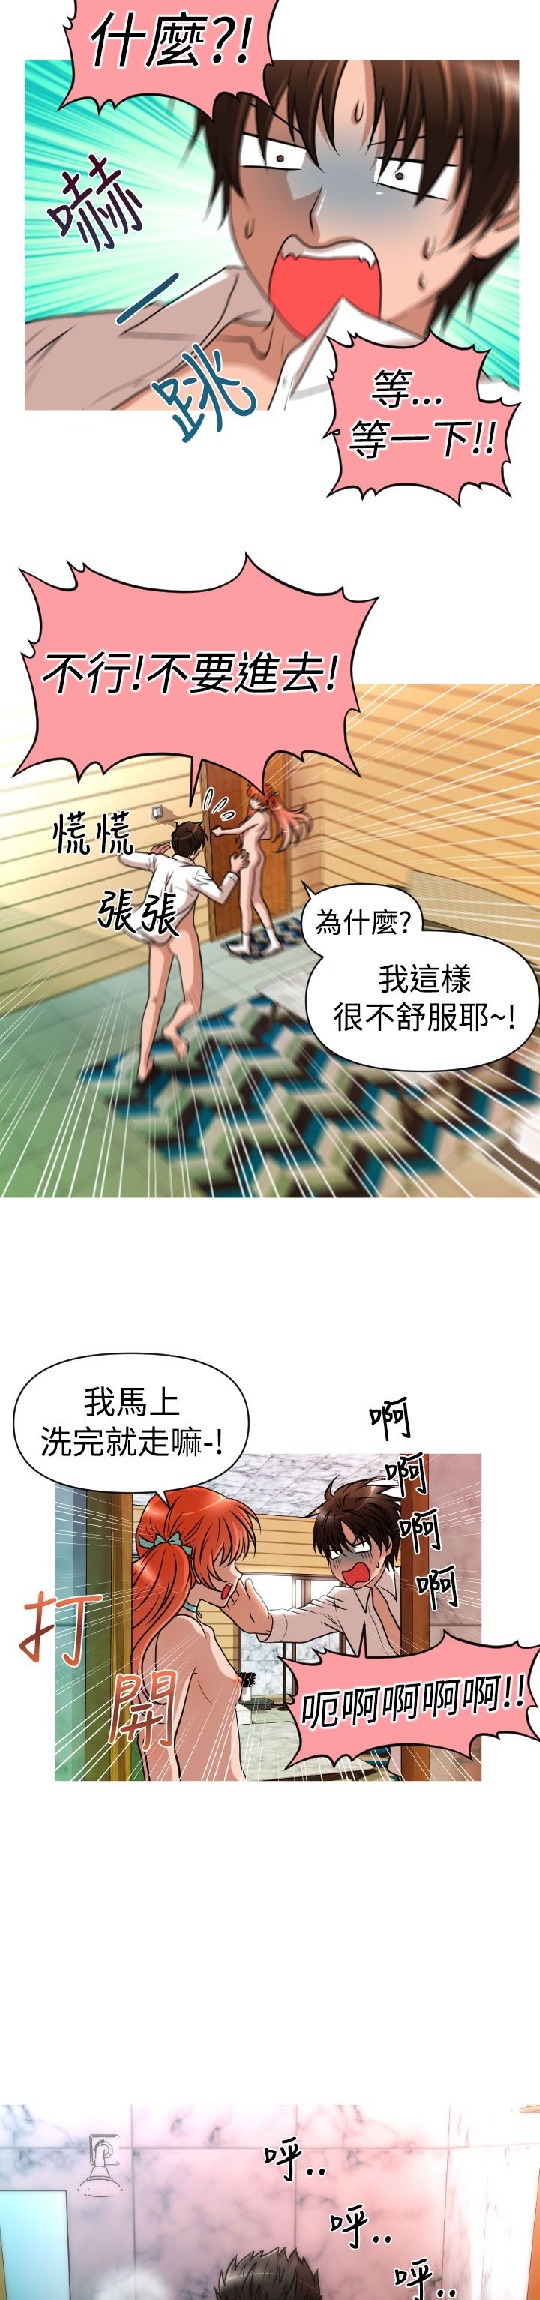 什麼?!
嚇
跳
等...
等一下!!
不行!不要進去!
慌慌
張張
為什麼?
我這樣
很不舒服耶~!
我馬上
洗完就走嘛-!
啊
啊
啊
啊
打
開
呃啊啊啊啊!!
呼..
呼..
呼..